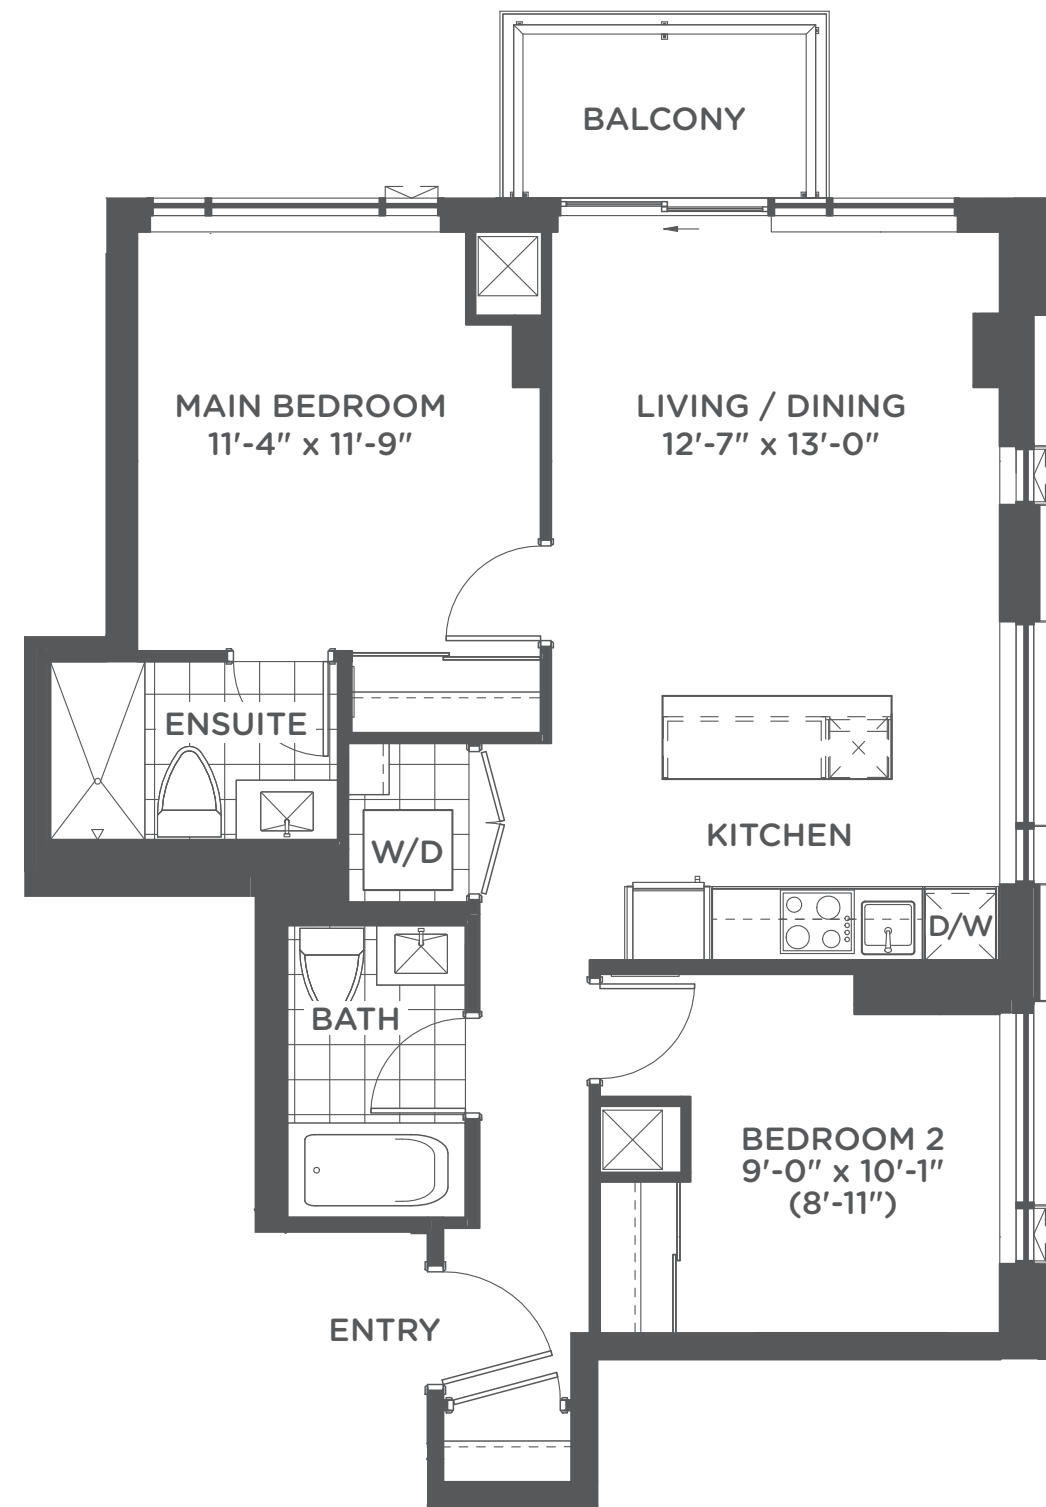 BALCONY
MAIN BEDROOM
11'-4" x 11'-9"
LIVING / DINING
12'-7" x 13'-0"
ENSUITE
W/D
KITCHEN
D/W
BATH
BEDROOM 2
9'-0" x 10'-1"
(8'-11")
ENTRY